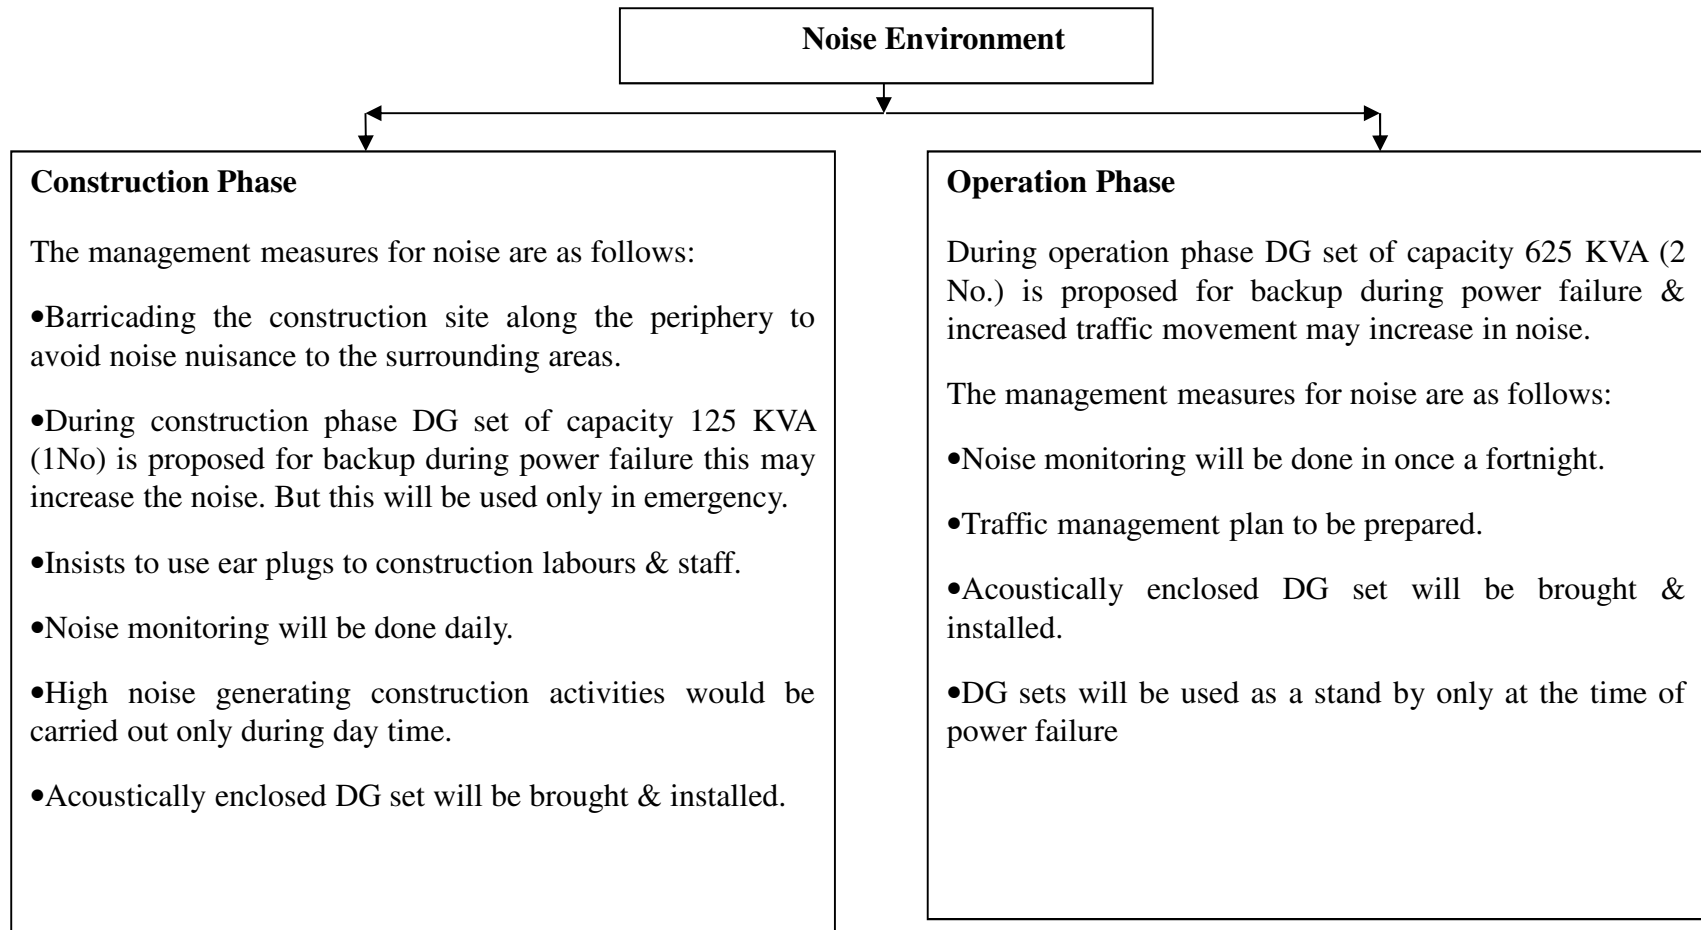 Noise Environment
Construction Phase
The management measures for noise are as follows:
•Barricading the construction site along the periphery to
avoid noise nuisance to the surrounding areas.
•During construction phase DG set of capacity 125 KVA
(1No) is proposed for backup during power failure this may
increase the noise. But this will be used only in emergency.
•Insists to use ear plugs to construction labours & staff.
•Noise monitoring will be done daily.
•High noise generating construction activities would be
carried out only during day time.
•Acoustically enclosed DG set will be brought & installed.
Operation Phase
During operation phase DG set of capacity 625 KVA (2
No.) is proposed for backup during power failure &
increased traffic movement may increase in noise.
The management measures for noise are as follows:
•Noise monitoring will be done in once a fortnight.
•Traffic management plan to be prepared.
•Acoustically enclosed DG set will be brought &
installed.
•DG sets will be used as a stand by only at the time of
power failure